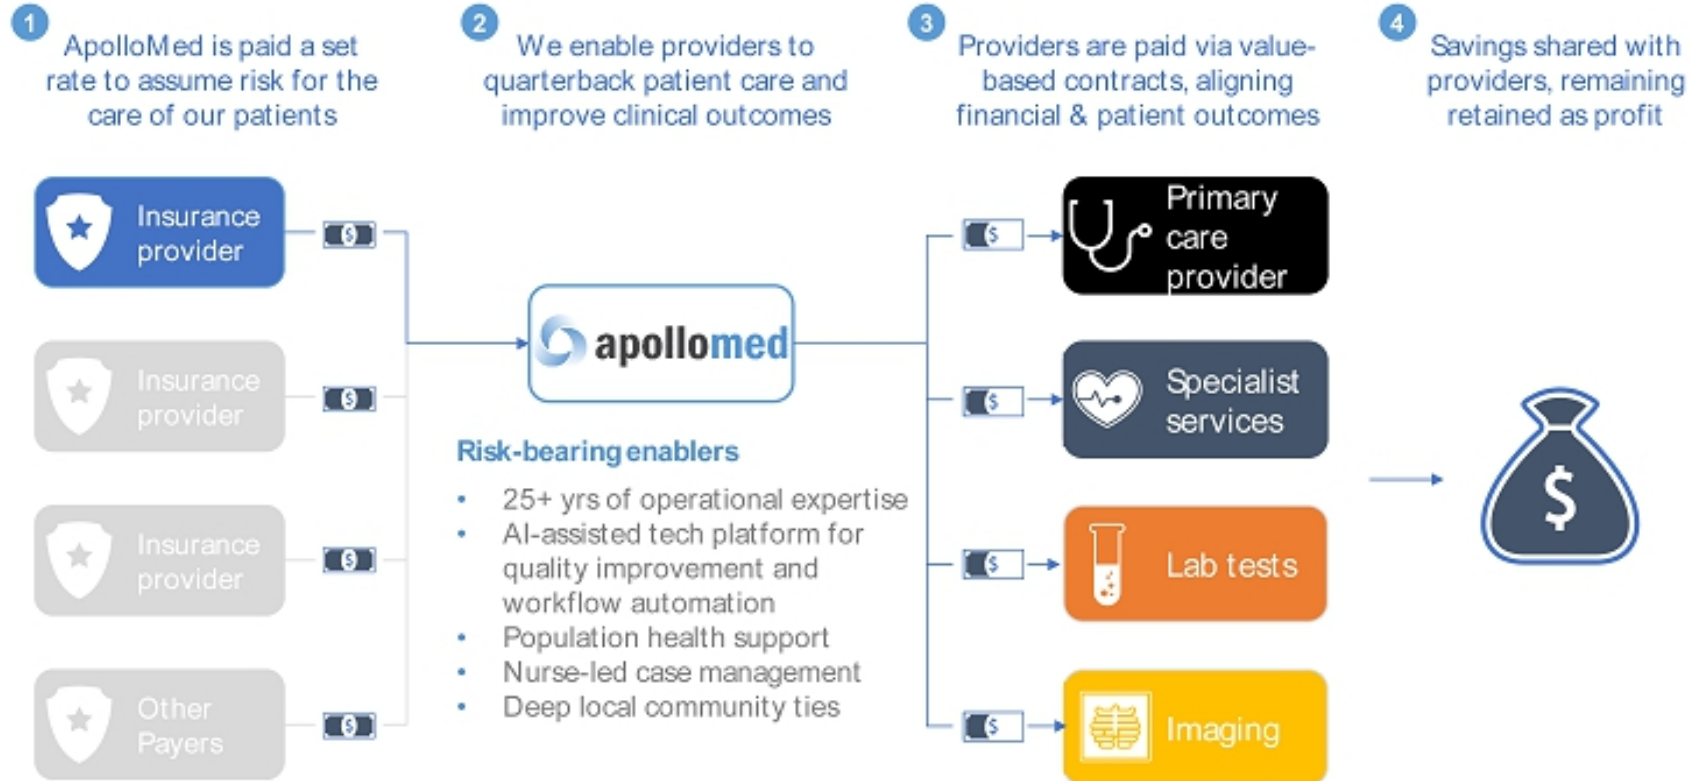 1
ApolloMed is paid a set
rate to assume risk for the
care of our patients
2
We enable providers to
quarterback patient care and
improve clinical outcomes
3
Providers are paid via value-
based contracts, aligning
financial & patient outcomes
4
Savings shared with
providers, remaining
retained as profit
Insurance
provider
$
Insurance
provider
$
Insurance
provider
$
Other
Payers
$
apollomed
Risk-bearing enablers
• 25+ yrs of operational expertise
• AI-assisted tech platform for
quality improvement and
workflow automation
• Population health support
• Nurse-led case management
• Deep local community ties
$
Primary
care
provider
$
Specialist
services
$
Lab tests
$
Imaging
$